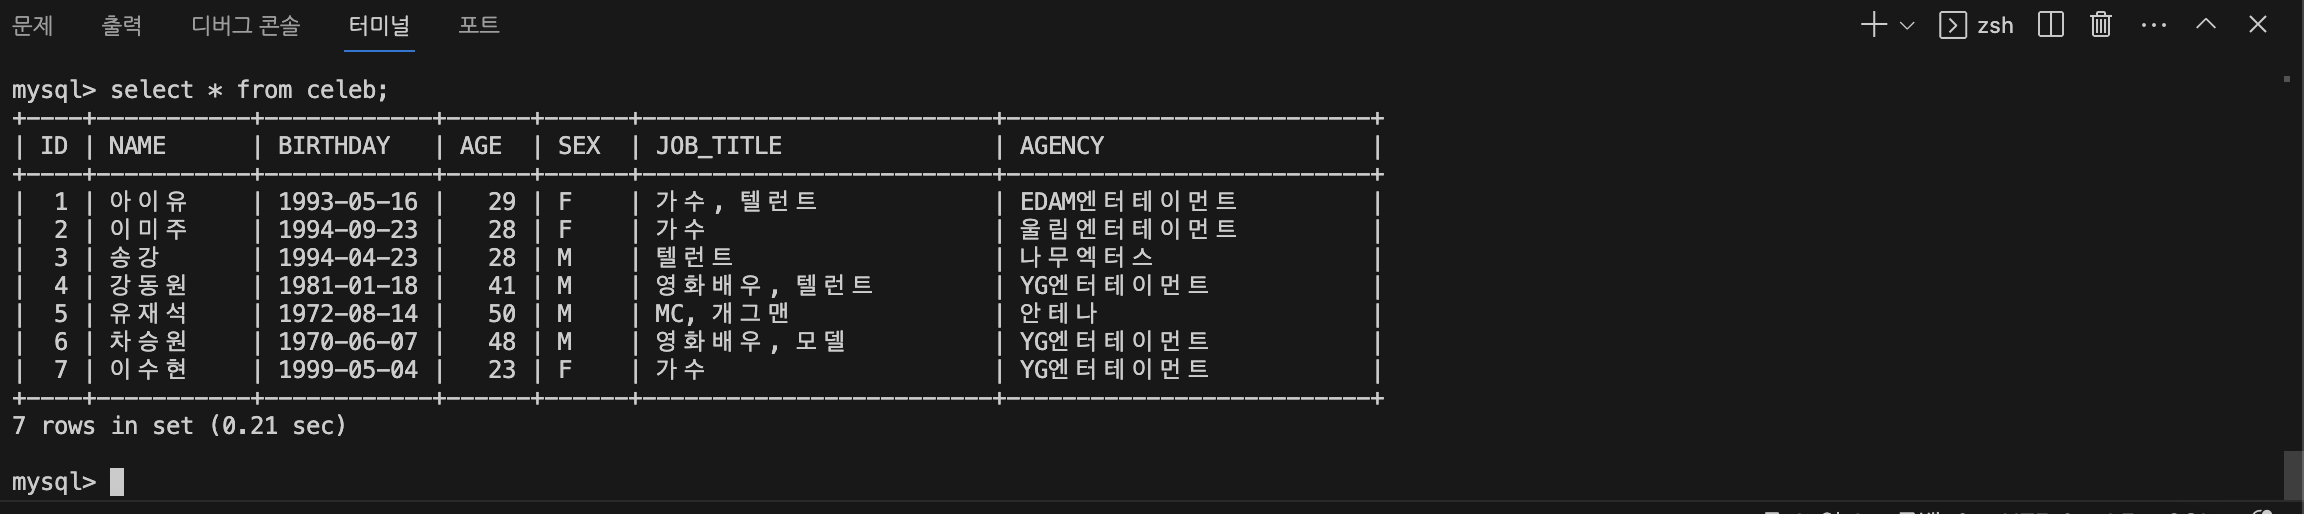 문제 출력 디버그 콘솔 터미널 포트 zsh
mysql> select * from celeb;
+----+-----------+------------+------+------+-------------------------+--------------------------+
| ID | NAME | BIRTHDAY | AGE | SEX | JOB_TITLE | AGENCY |
+----+-----------+------------+------+------+-------------------------+--------------------------+
| 1 | 아이유 | 1993-05-16 | 29 | F | 가수, 텔런트 | EDAM엔터테이먼트 |
| 2 | 이미주 | 1994-09-23 | 28 | F | 가수 | 울림엔터테이먼트 |
| 3 | 송강 | 1994-04-23 | 28 | M | 텔런트 | 나무엑터스 |
| 4 | 강동원 | 1981-01-18 | 41 | M | 영화배우, 텔런트 | YG엔터테이먼트 |
| 5 | 유재석 | 1972-08-14 | 50 | M | MC, 개그맨 | 안테나 |
| 6 | 차승원 | 1970-06-07 | 48 | M | 영화배우, 모델 | YG엔터테이먼트 |
| 7 | 이수현 | 1999-05-04 | 23 | F | 가수 | YG엔터테이먼트 |
+----+-----------+------------+------+------+-------------------------+--------------------------+
7 rows in set (0.21 sec)
mysql>